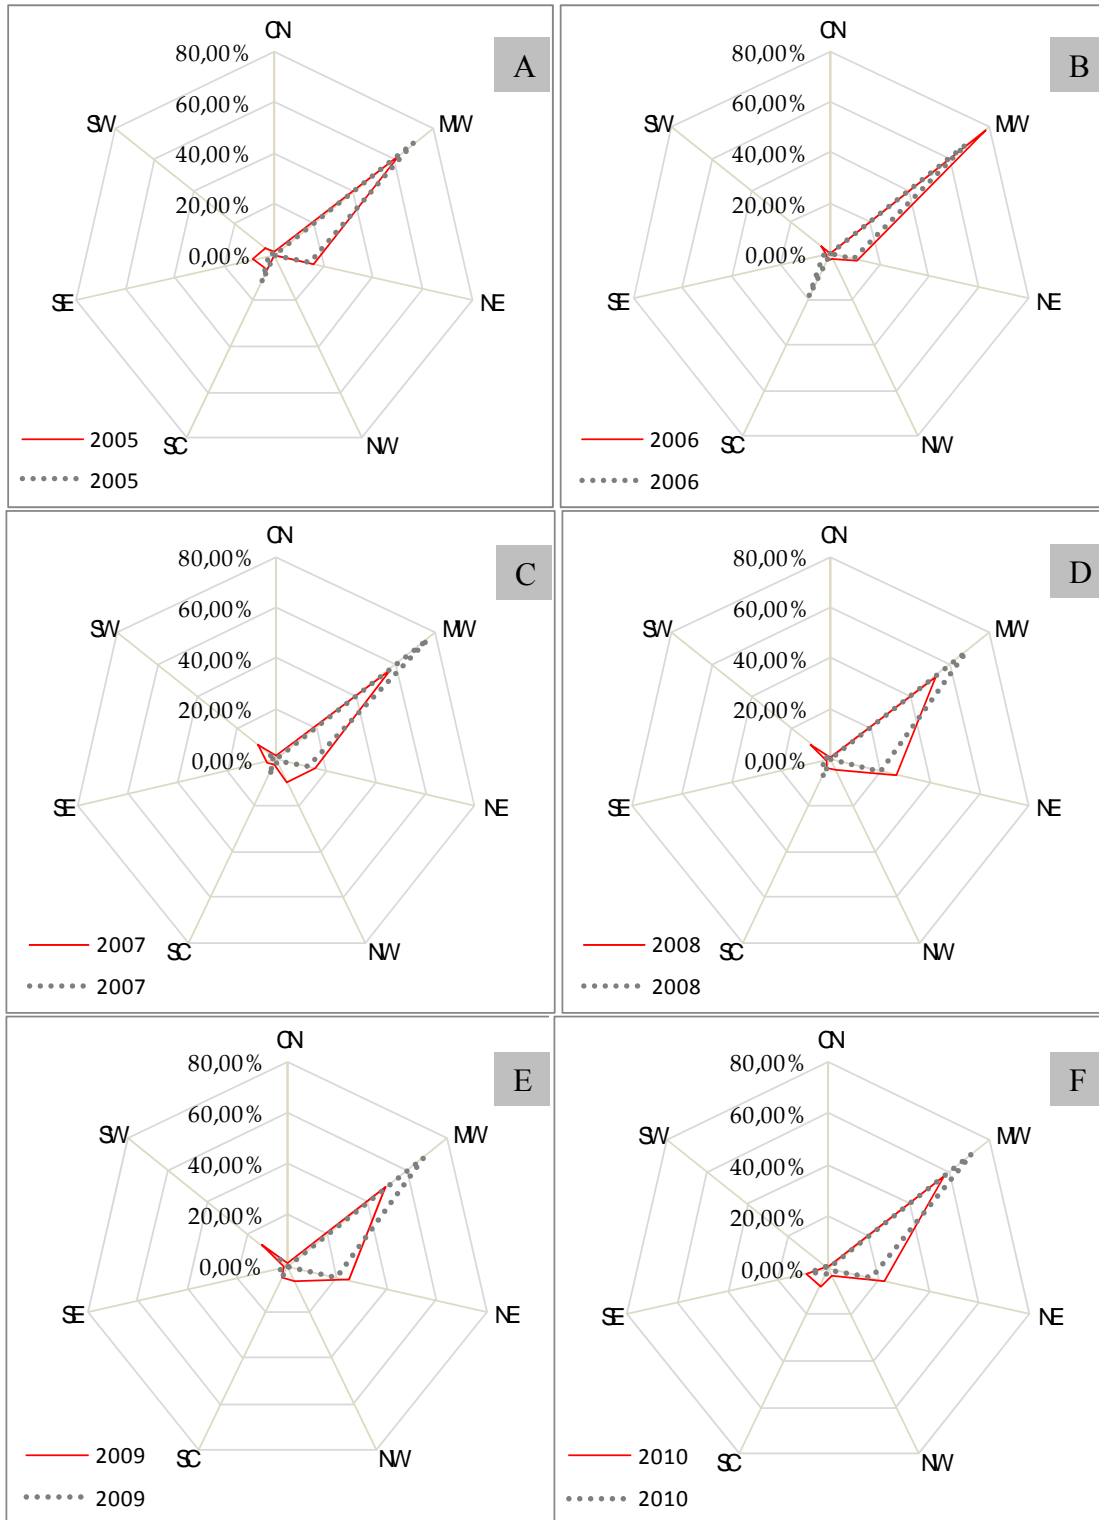 CN
A
80,00%
60,00%
40,00%
20,00%
0,00%
SW
MW
SE
NE
SC
NW
2005
2005
CN
B
80,00%
60,00%
40,00%
20,00%
0,00%
SW
MW
SE
NE
SC
NW
2006
2006
CN
C
80,00%
60,00%
40,00%
20,00%
0,00%
SW
MW
SE
NE
SC
NW
2007
2007
CN
D
80,00%
60,00%
40,00%
20,00%
0,00%
SW
MW
SE
NE
SC
NW
2008
2008
CN
E
80,00%
60,00%
40,00%
20,00%
0,00%
SW
MW
SE
NE
SC
NW
2009
2009
CN
F
80,00%
60,00%
40,00%
20,00%
0,00%
SW
MW
SE
NE
SC
NW
2010
2010